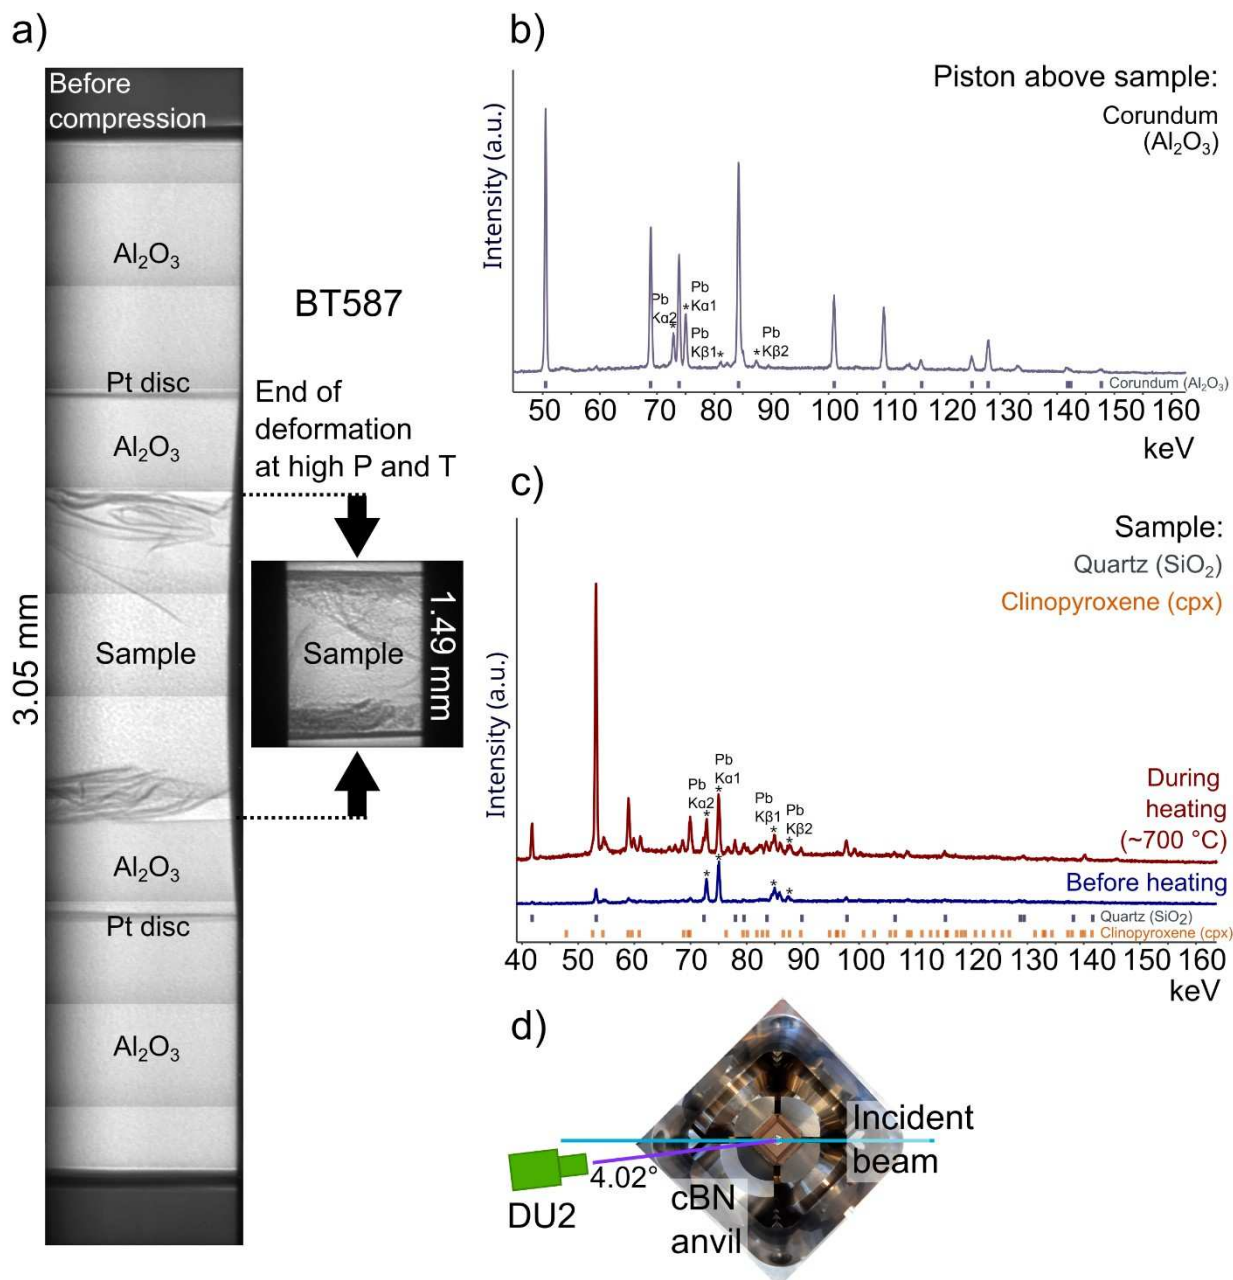 a)
Before
compression
Al₂O₃
BT587
Pt disc
End of
deformation
at high P and T
Al₂O₃
3.05 mm
Sample
Sample
1.49 mm
Al₂O₃
Pt disc
Al₂O₃
b)
Piston above sample:
Corundum
(Al₂O₃)
Intensity (a.u.)
Pb
Kα2
*
Pb
Kα1
*
Pb
Kβ1
*
Pb
Kβ2
*
Corundum (Al₂O₃)
50 60 70 80 90 100 110 120 130 140 150 160
keV
c)
Sample:
Quartz (SiO₂)
Clinopyroxene (cpx)
Intensity (a.u.)
Pb
Kα2
*
Pb
Kα1
*
Pb
Kβ1
*
Pb
Kβ2
*
During
heating
(~700 °C)
* * * *
Before heating
Quartz (SiO₂)
Clinopyroxene (cpx)
40 50 60 70 80 90 100 110 120 130 140 150 160
keV
d)
Incident
beam
4.02°
DU2
cBN
anvil